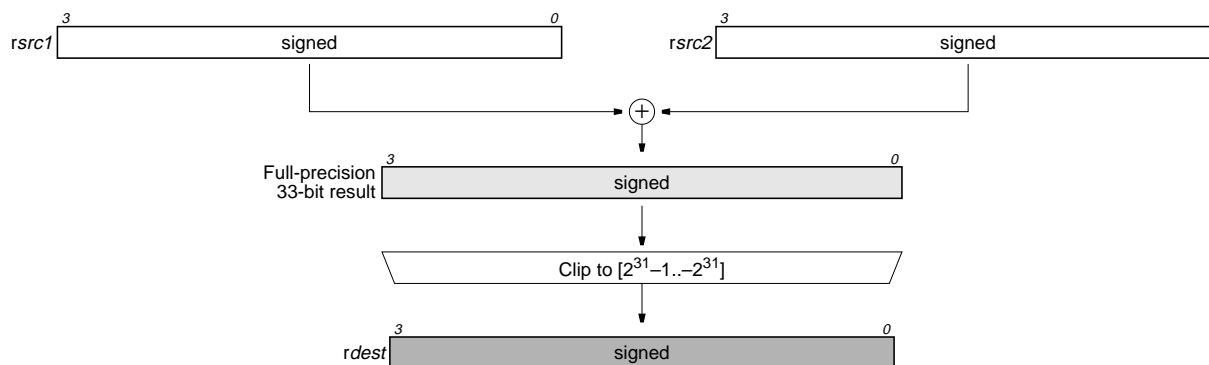 3 0 3
rsrc1 signed rsrc2 signed
+
3 0
Full-precision
33-bit result signed
Clip to [2³¹–1..–2³¹]
3 0
rdest signed